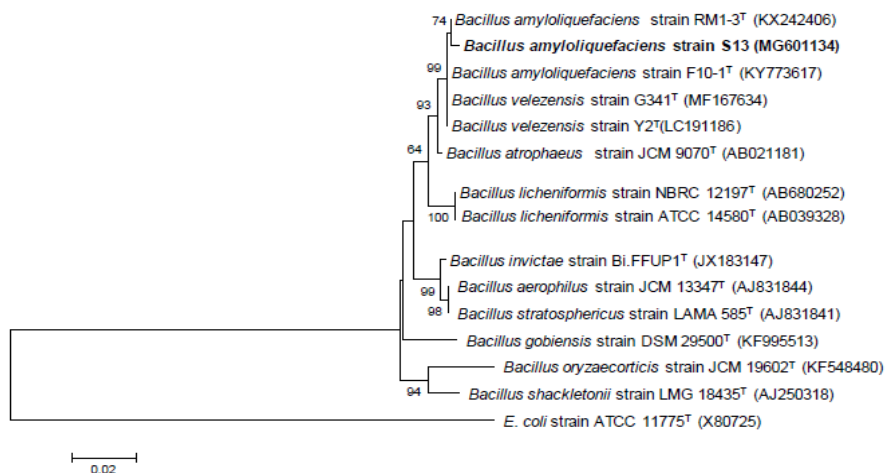 74 Bacillus amyloliquefaciens strain RM1-3ᵀ (KX242406)
Bacillus amyloliquefaciens strain S13 (MG601134)
99 Bacillus amyloliquefaciens strain F10-1ᵀ (KY773617)
Bacillus velezensis strain G341ᵀ (MF167634)
93
Bacillus velezensis strain Y2ᵀ(LC191186)
64 Bacillus atrophaeus strain JCM 9070ᵀ (AB021181)
Bacillus licheniformis strain NBRC 12197ᵀ (AB680252)
100 Bacillus licheniformis strain ATCC 14580ᵀ (AB039328)
Bacillus invictae strain Bi.FFUP1ᵀ (JX183147)
99 Bacillus aerophilus strain JCM 13347ᵀ (AJ831844)
98 Bacillus stratosphericus strain LAMA 585ᵀ (AJ831841)
Bacillus gobiensis strain DSM 29500ᵀ (KF995513)
Bacillus oryzaecorticis strain JCM 19602ᵀ (KF548480)
94 Bacillus shackletonii strain LMG 18435ᵀ (AJ250318)
E. coli strain ATCC 11775ᵀ (X80725)
0.02